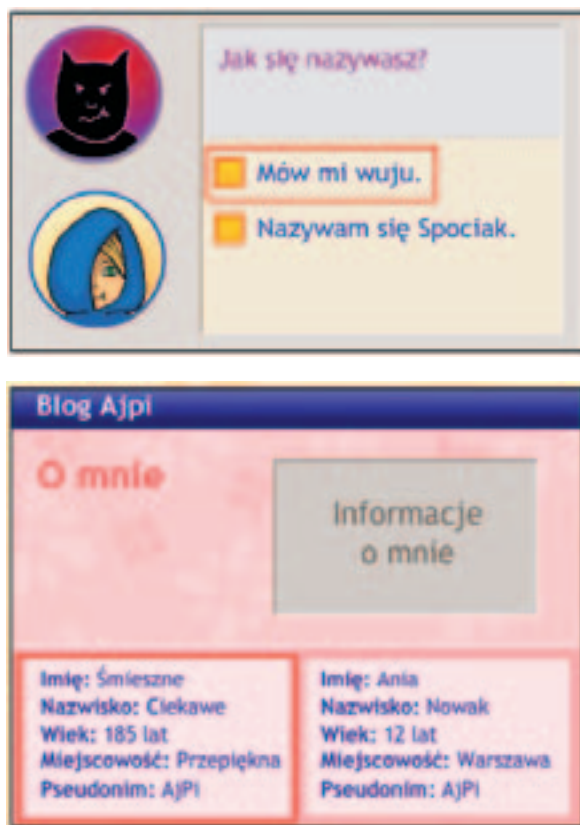 Jak się nazywasz?
Mów mi wuju.
Nazywam się Spociak.
Blog Ajpi
O mnie
Informacje
o mnie
Imię: Śmieszne
Nazwisko: Ciekawe
Wiek: 185 lat
Miejscowość: Przepiękna
Pseudonim: AjPi
Imię: Ania
Nazwisko: Nowak
Wiek: 12 lat
Miejscowość: Warszawa
Pseudonim: AjPi